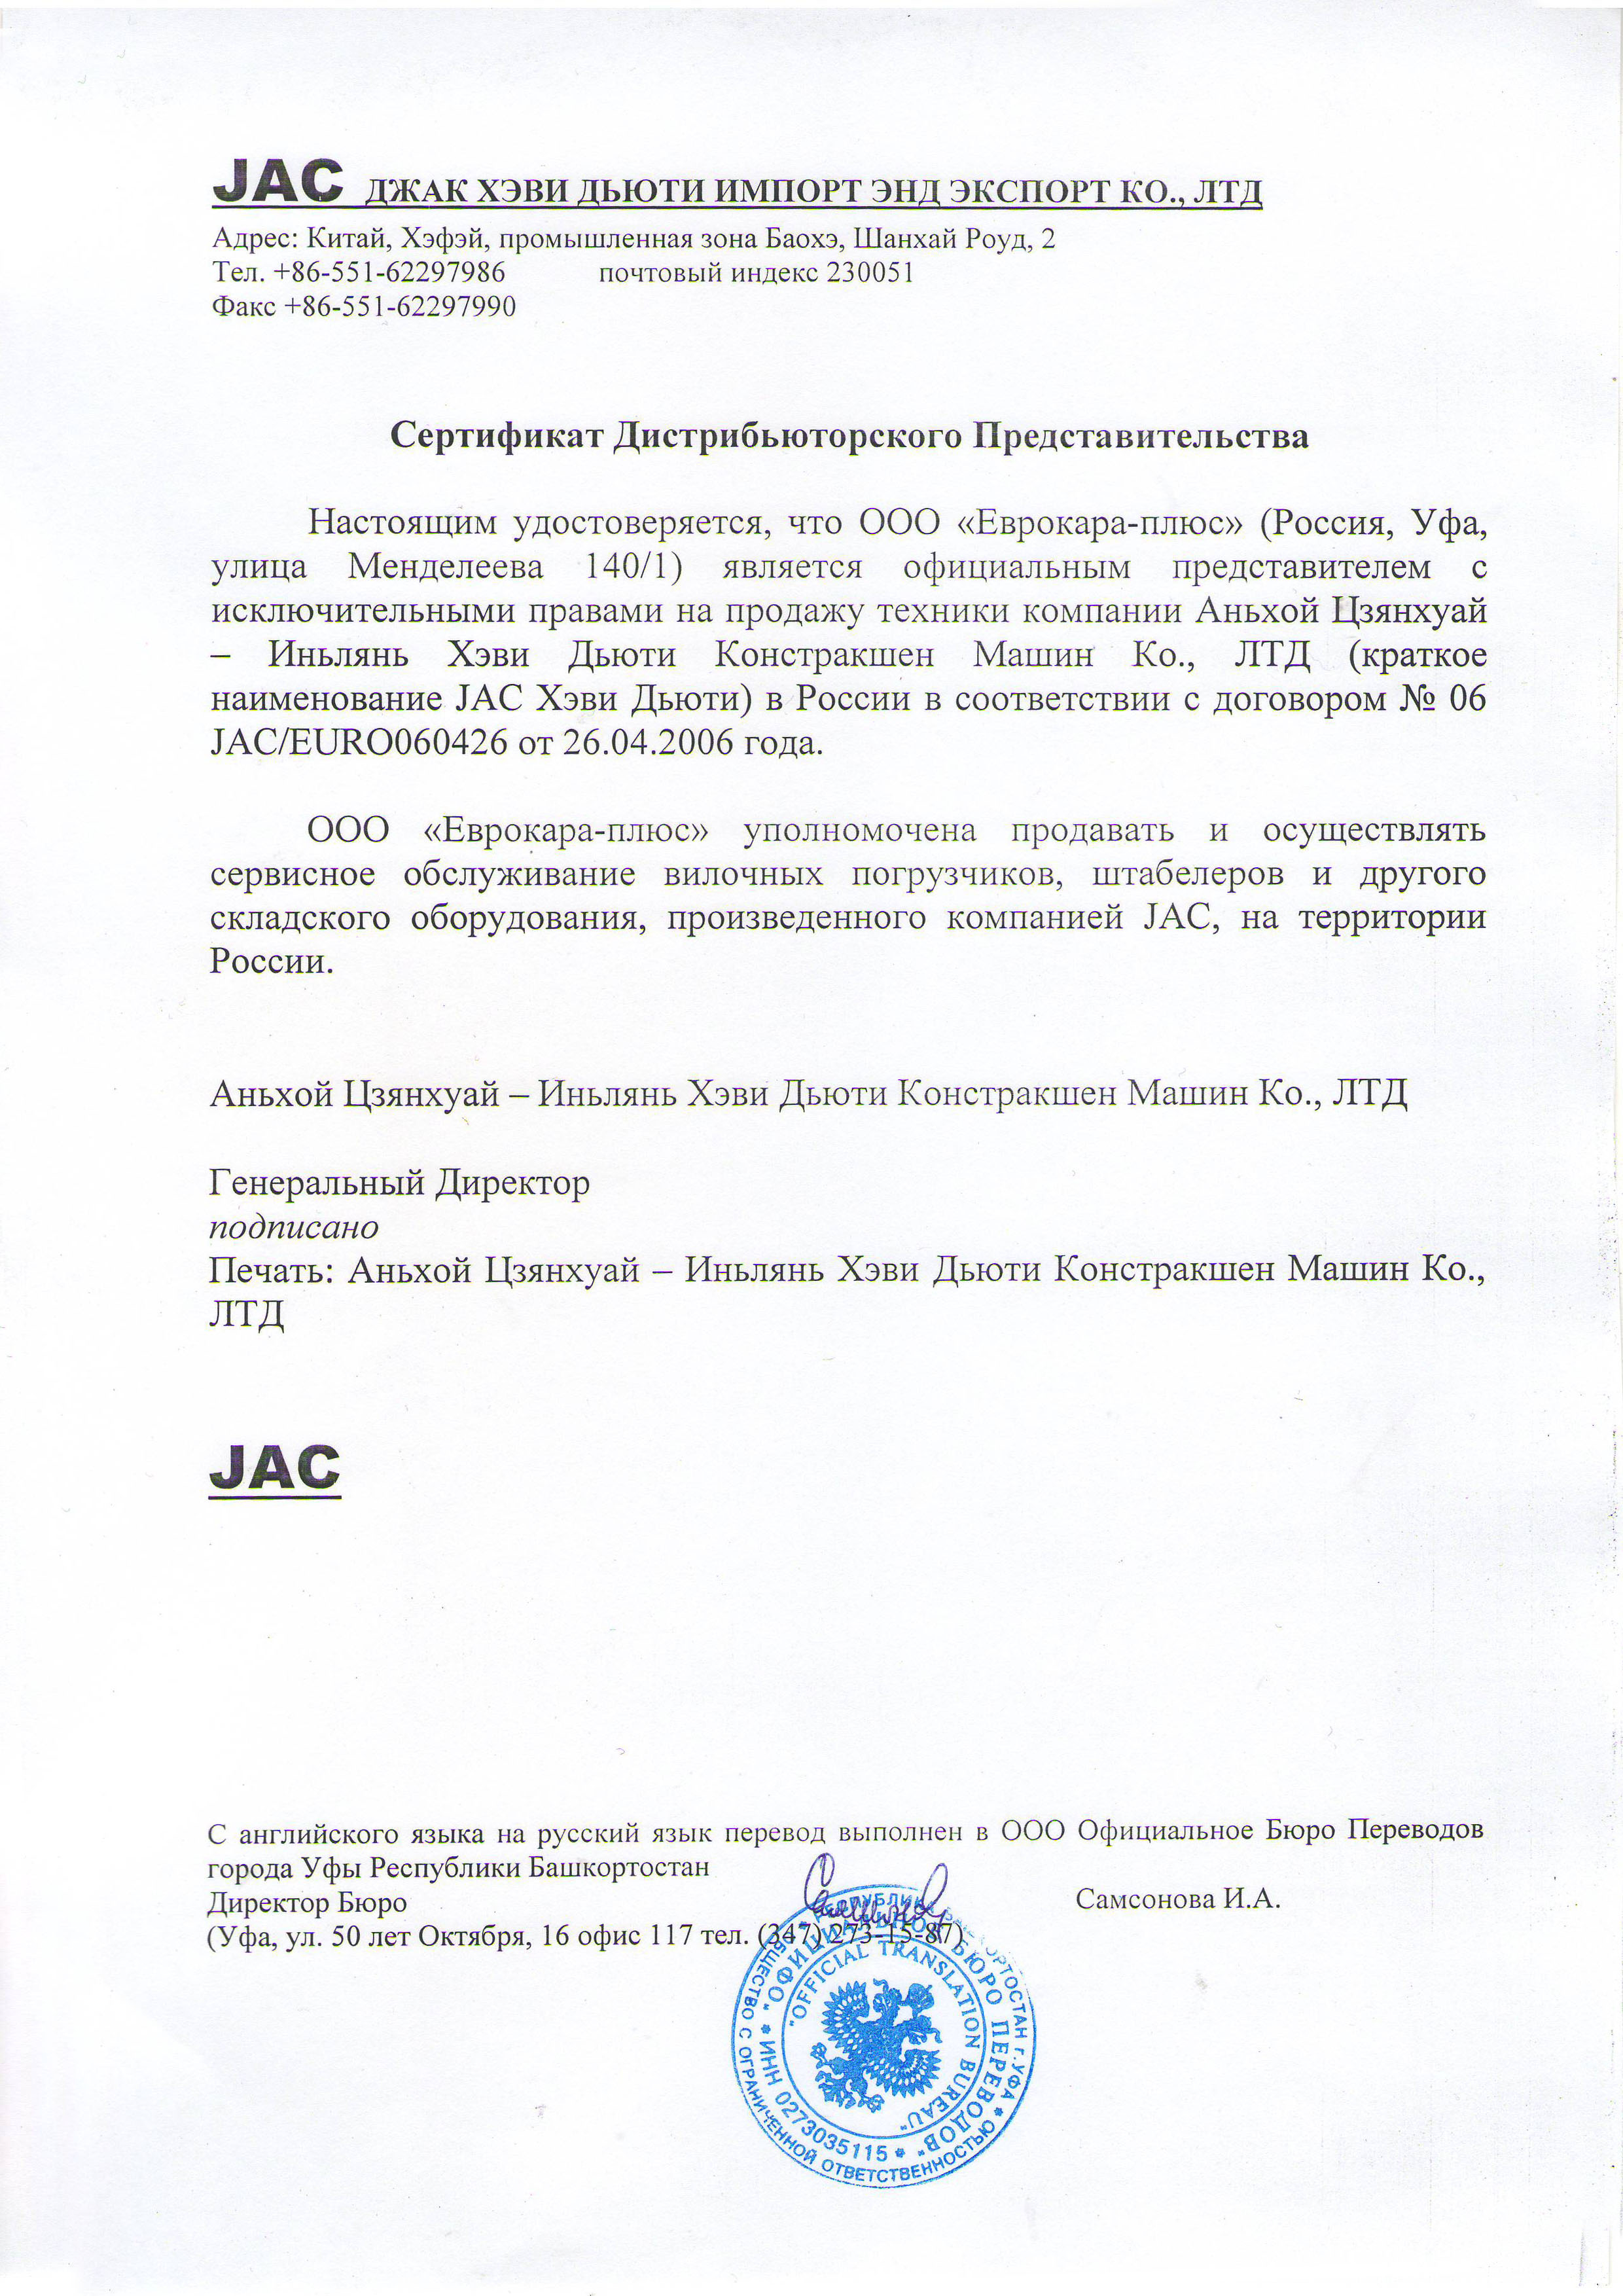 JAC ДЖАК ХЭВИ ДЬЮТИ ИМПОРТ ЭНД ЭКСПОРТ КО., ЛТД
Адрес: Китай, Хэфэй, промышленная зона Баохэ, Шанхай Роуд, 2
Тел. +86-551-62297986 почтовый индекс 230051
Факс +86-551-62297990
Сертификат Дистрибьюторского Представительства
Настоящим удостоверяется, что ООО «Еврокара-плюс» (Россия, Уфа,
улица Менделеева 140/1) является официальным представителем с
исключительными правами на продажу техники компании Аньхой Цзянхуай
– Иньлянь Хэви Дьюти Констракшен Машин Ко., ЛТД (краткое
наименование JAC Хэви Дьюти) в России в соответствии с договором № 06
JAC/EURO060426 от 26.04.2006 года.
ООО «Еврокара-плюс» уполномочена продавать и осуществлять
сервисное обслуживание вилочных погрузчиков, штабелеров и другого
складского оборудования, произведенного компанией JAC, на территории
России.
Аньхой Цзянхуай – Иньлянь Хэви Дьюти Констракшен Машин Ко., ЛТД
Генеральный Директор
подписано
Печать: Аньхой Цзянхуай – Иньлянь Хэви Дьюти Констракшен Машин Ко.,
ЛТД
JAC
С английского языка на русский язык перевод выполнен в ООО Официальное Бюро Переводов
города Уфы Республики Башкортостан
Директор Бюро Самсонова И.А.
(Уфа, ул. 50 лет Октября, 16 офис 117 тел. (347) 273-15-87)
РЕСПУБЛИКА БАШКОРТОСТАН г. УФА * ОБЩЕСТВО С ОГРАНИЧЕННОЙ ОТВЕТСТВЕННОСТЬЮ *
"ОФИЦИАЛЬНОЕ БЮРО ПЕРЕВОДОВ" * ИНН 0273035115 *
"OFFICIAL TRANSLATION BUREAU"